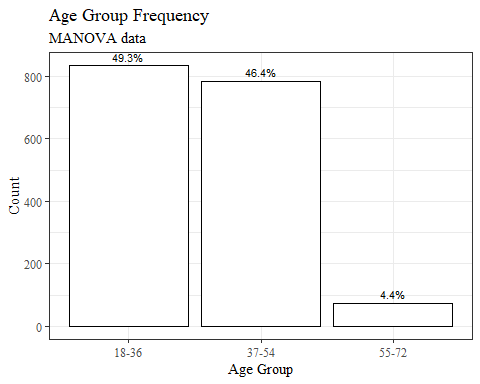 Age Group Frequency
MANOVA data
49.3%
46.4%
4.4%
800
600
400
200
0
Count
18-36
37-54
55-72
Age Group